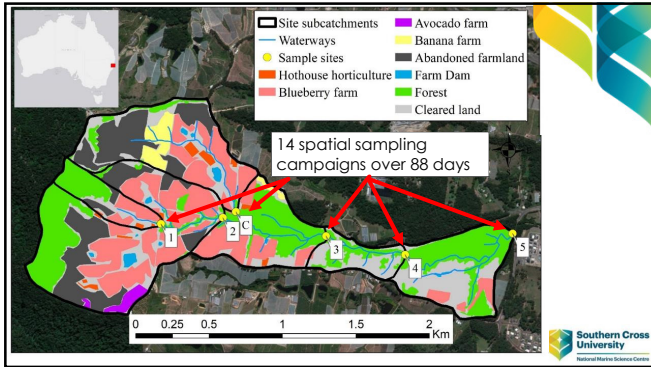 Site subcatchments
Waterways
Sample sites
Hothouse horticulture
Blueberry farm
Avocado farm
Banana farm
Abandoned farmland
Farm Dam
Forest
Cleared land
14 spatial sampling
campaigns over 88 days
1
2
C
3
4
5
0 0.25 0.5 1 1.5 2
Km
Southern Cross
University
National Marine Science Centre